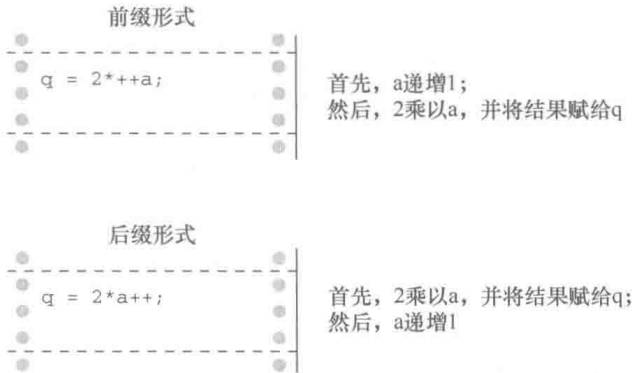 前缀形式
q = 2*++a;
首先，a递增1；
然后，2乘以a，并将结果赋给q
后缀形式
q = 2*a++;
首先，2乘以a，并将结果赋给q；
然后，a递增1